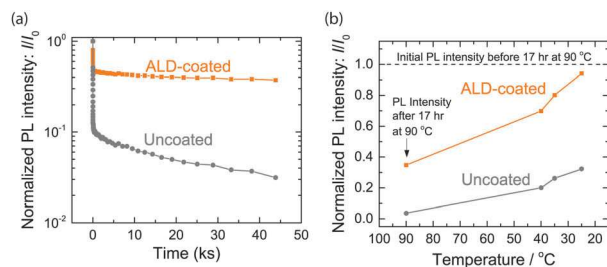 (a)
Normalized PL intensity: I/I0
10^0
10^-1
10^-2
ALD-coated
Uncoated
0 10 20 30 40 50
Time (ks)
(b)
Normalized PL intensity: I/I0
1.0
0.8
0.6
0.4
0.2
0.0
Initial PL intensity before 17 hr at 90 °C
ALD-coated
PL Intensity
after 17 hr
at 90 °C
Uncoated
100 90 80 70 60 50 40 30 20
Temperature / °C